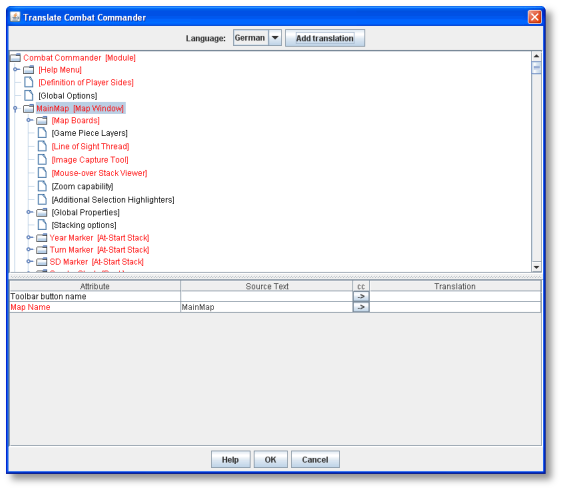 Translate Combat Commander
Language: German Add translation
Combat Commander [Module]
[Help Menu]
[Definition of Player Sides]
[Global Options]
MainMap [Map Window]
[Map Boards]
[Game Piece Layers]
[Line of Sight Thread]
[Image Capture Tool]
[Mouse-over Stack Viewer]
[Zoom capability]
[Additional Selection Highlighters]
[Global Properties]
[Stacking options]
Year Marker [At-Start Stack]
Turn Marker [At-Start Stack]
SD Marker [At-Start Stack]
Attribute Source Text cc Translation
Toolbar button name ->
Map Name MainMap ->
Help OK Cancel